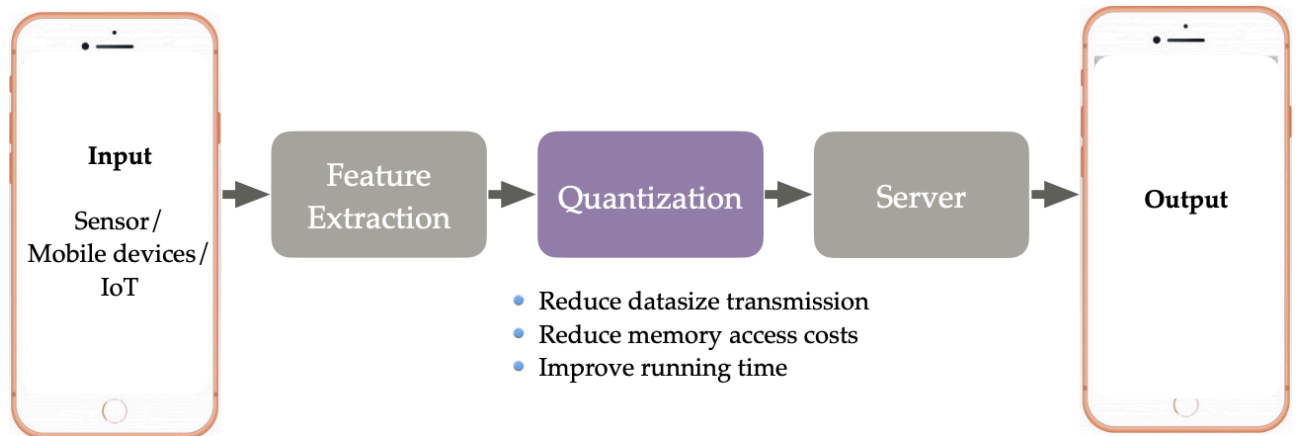 Input
Sensor/
Mobile devices/
IoT
Feature
Extraction
Quantization
Server
Output
Reduce datasize transmission
Reduce memory access costs
Improve running time